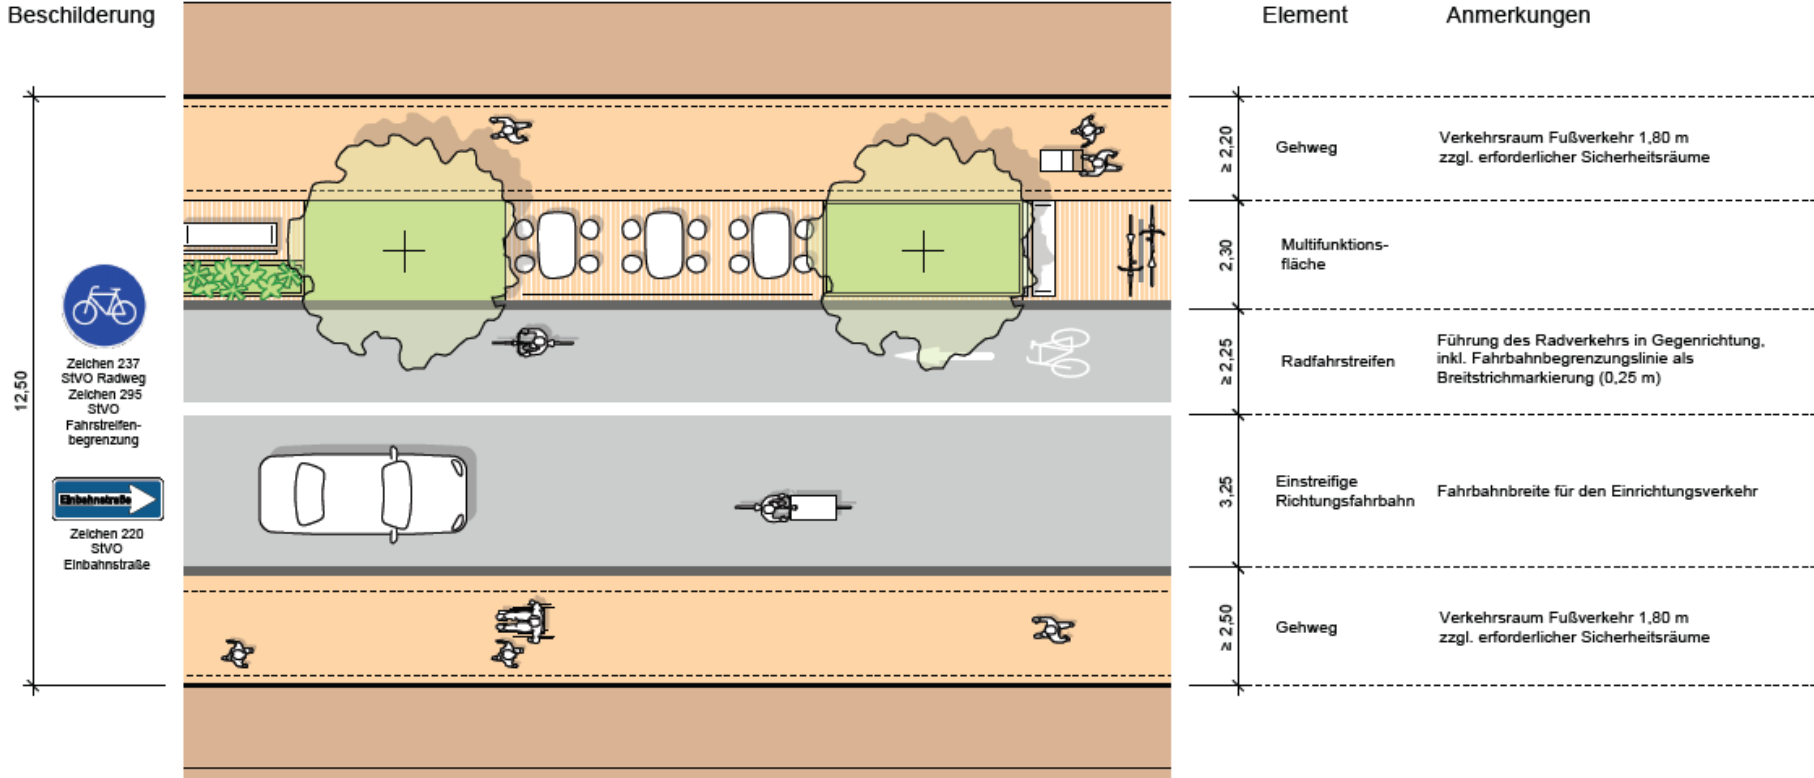 Beschilderung
Element
Anmerkungen
12,50
Zeichen 237
StVO Radweg
Zeichen 295
StVO
Fahrstreifen-
begrenzung
Einbahnstraße
Zeichen 220
StVO
Einbahnstraße
≥ 2,20
Gehweg
Verkehrsraum Fußverkehr 1,80 m
zzgl. erforderlicher Sicherheitsräume
2,30
Multifunktions-
fläche
≥ 2,25
Radfahrstreifen
Führung des Radverkehrs in Gegenrichtung,
inkl. Fahrbahnbegrenzungslinie als
Breitstrichmarkierung (0,25 m)
3,25
Einstreifige
Richtungsfahrbahn
Fahrbahnbreite für den Einrichtungsverkehr
≥ 2,50
Gehweg
Verkehrsraum Fußverkehr 1,80 m
zzgl. erforderlicher Sicherheitsräume